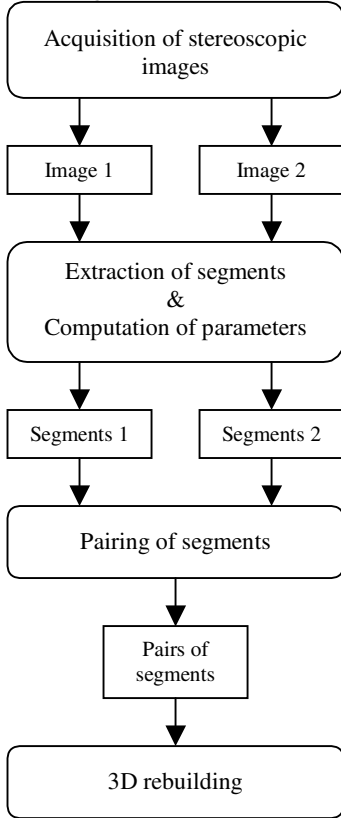 Acquisition of stereoscopic
images
Image 1
Image 2
Extraction of segments
&
Computation of parameters
Segments 1
Segments 2
Pairing of segments
Pairs of
segments
3D rebuilding